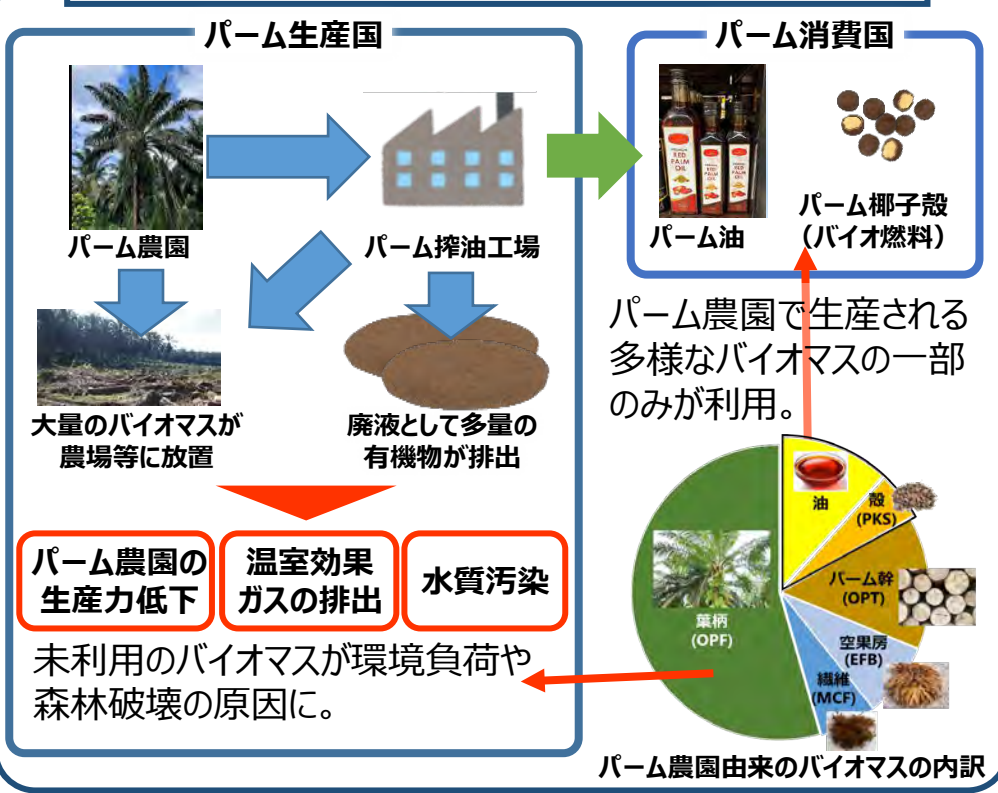 パーム生産国
パーム消費国
パーム農園
パーム搾油工場
RED
PALM
OIL
パーム油
パーム椰子殻
（バイオ燃料）
大量のバイオマスが
農場等に放置
廃液として多量の
有機物が排出
パーム農園の
生産力低下
温室効果
ガスの排出
水質汚染
未利用のバイオマスが環境負荷や
森林破壊の原因に。
パーム農園で生産される
多様なバイオマスの一部
のみが利用。
油
殻
(PKS)
パーム幹
(OPT)
空果房
(EFB)
繊維
(MCF)
葉柄
(OPF)
パーム農園由来のバイオマスの内訳